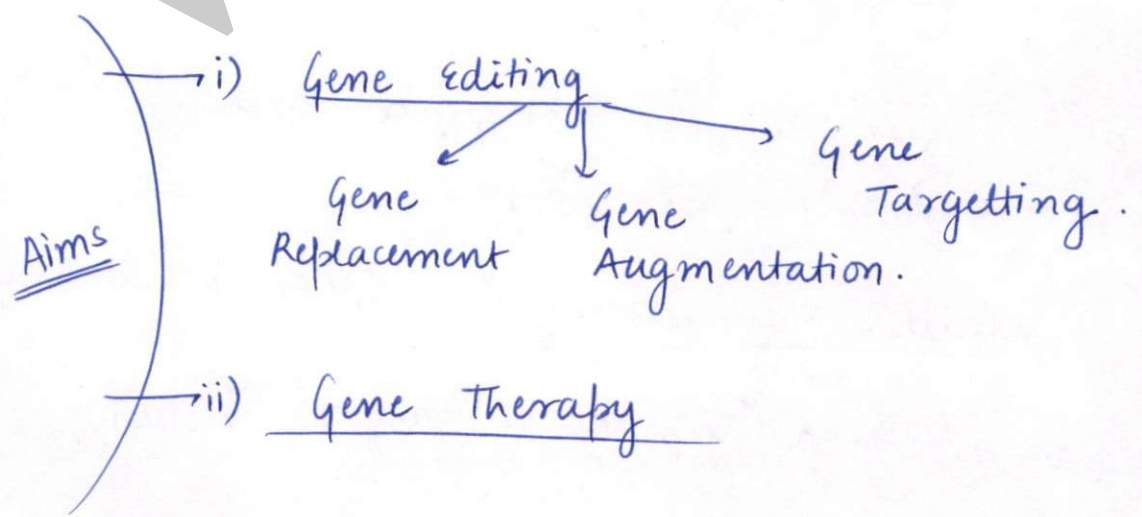 i) Gene Editing
Gene
Replacement
Gene
Augmentation.
Gene
Targetting.
Aims
ii) Gene Therapy